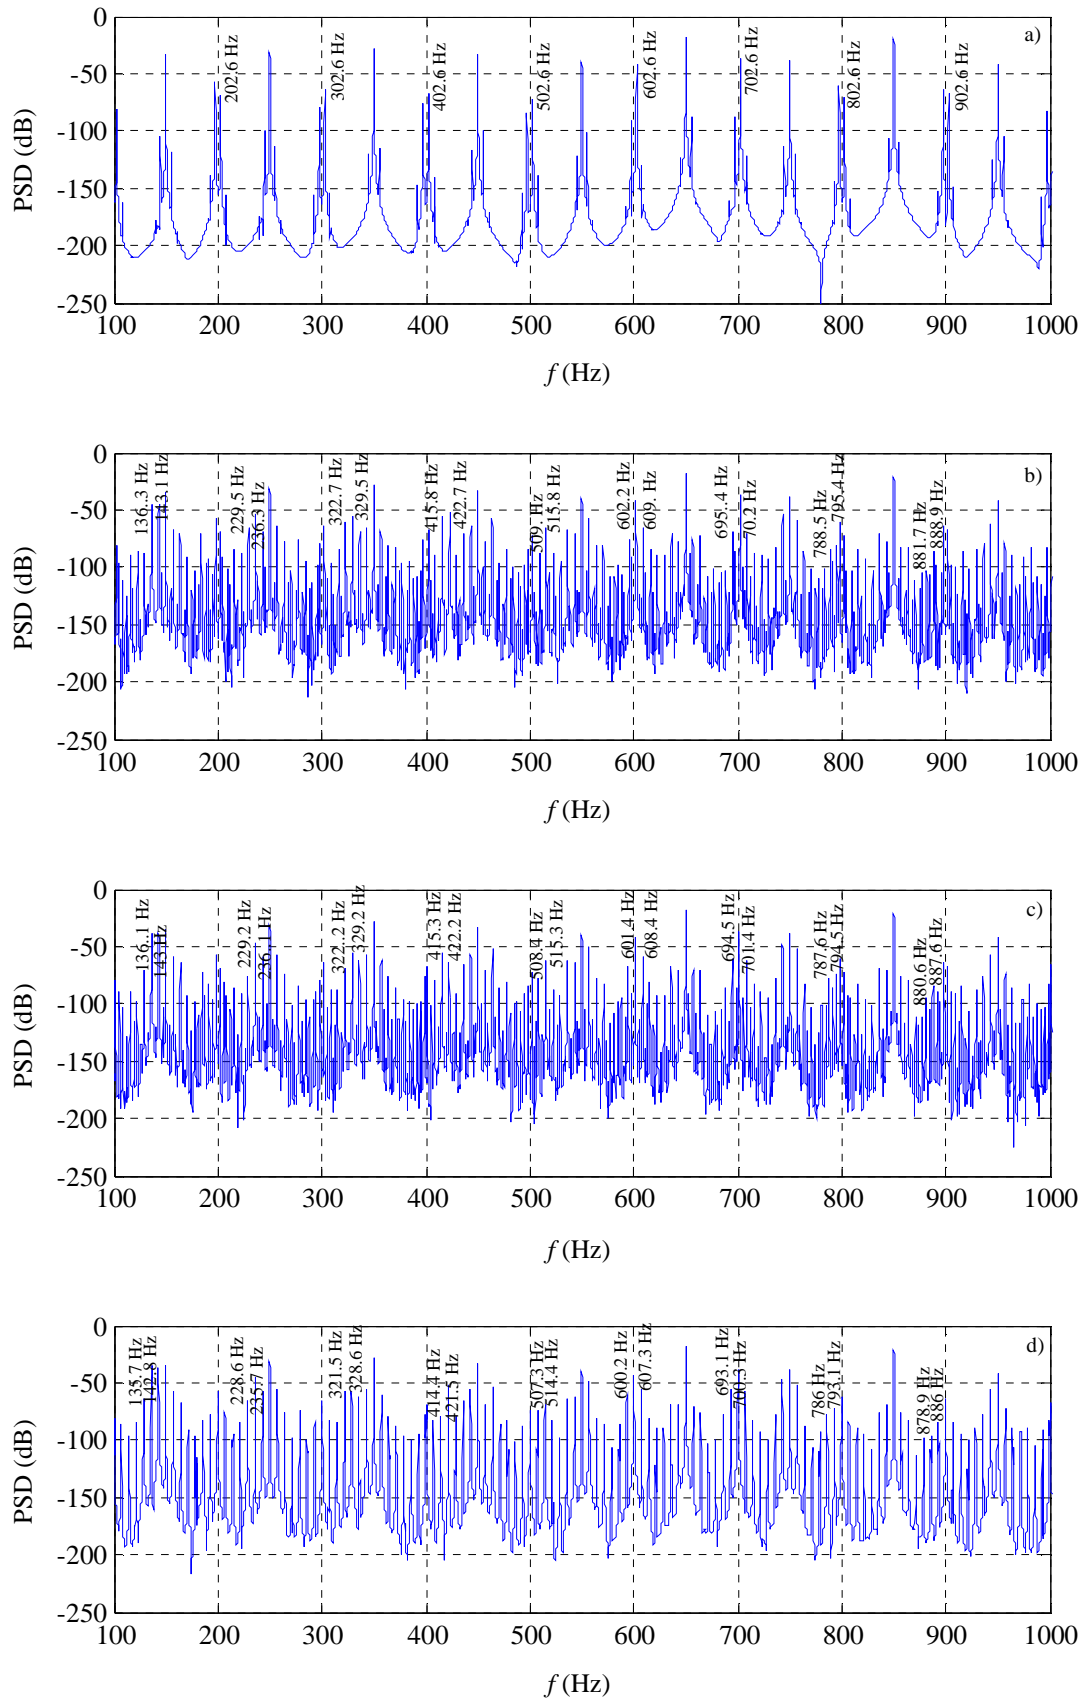 a)
PSD (dB)
0
-50
-100
-150
-200
-250
202.6 Hz
302.6 Hz
402.6 Hz
502.6 Hz
602.6 Hz
702.6 Hz
802.6 Hz
902.6 Hz
100 200 300 400 500 600 700 800 900 1000
f (Hz)
b)
PSD (dB)
0
-50
-100
-150
-200
-250
136.3 Hz
143.1 Hz
229.5 Hz
236.3 Hz
322.7 Hz
329.5 Hz
415.8 Hz
422.7 Hz
509. Hz
515.8 Hz
602.2 Hz
609. Hz
695.4 Hz
70.2 Hz
788.5 Hz
795.4 Hz
881.7 Hz
888.9 Hz
100 200 300 400 500 600 700 800 900 1000
f (Hz)
c)
PSD (dB)
0
-50
-100
-150
-200
-250
136.1 Hz
143 Hz
229.2 Hz
236.1 Hz
322.2 Hz
329.2 Hz
415.3 Hz
422.2 Hz
508.4 Hz
515.3 Hz
601.4 Hz
608.4 Hz
694.5 Hz
701.4 Hz
787.6 Hz
794.5 Hz
880.6 Hz
887.6 Hz
100 200 300 400 500 600 700 800 900 1000
f (Hz)
d)
PSD (dB)
0
-50
-100
-150
-200
-250
135.7 Hz
142.8 Hz
228.6 Hz
235.7 Hz
321.5 Hz
328.6 Hz
414.4 Hz
421.5 Hz
507.3 Hz
514.4 Hz
600.2 Hz
607.3 Hz
693.1 Hz
700.3 Hz
786 Hz
793.1 Hz
878.9 Hz
886 Hz
100 200 300 400 500 600 700 800 900 1000
f (Hz)